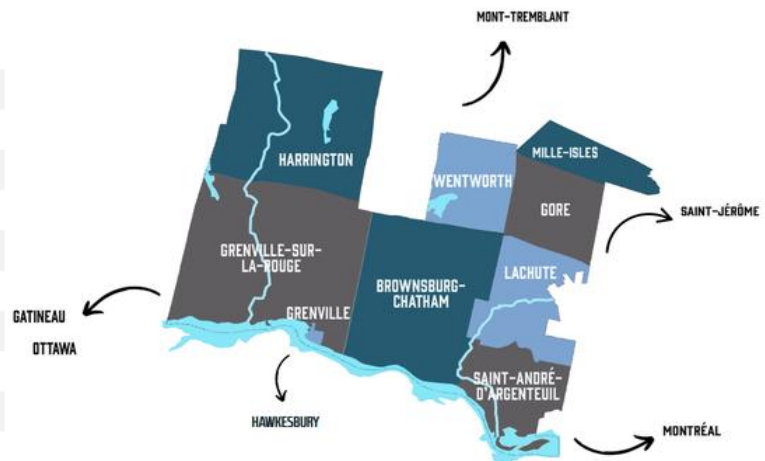 MONT-TREMBLANT
HARRINGTON
MILLE-ISLES
WENTWORTH
GORE
SAINT-JÉRÔME
GRENVILLE-SUR-
LA-ROUGE
LACHUTE
BROWNSBURG-
CHATHAM
GRENVILLE
GATINEAU
OTTAWA
SAINT-ANDRÉ-
D'ARGENTEUIL
HAWKESBURY
MONTRÉAL